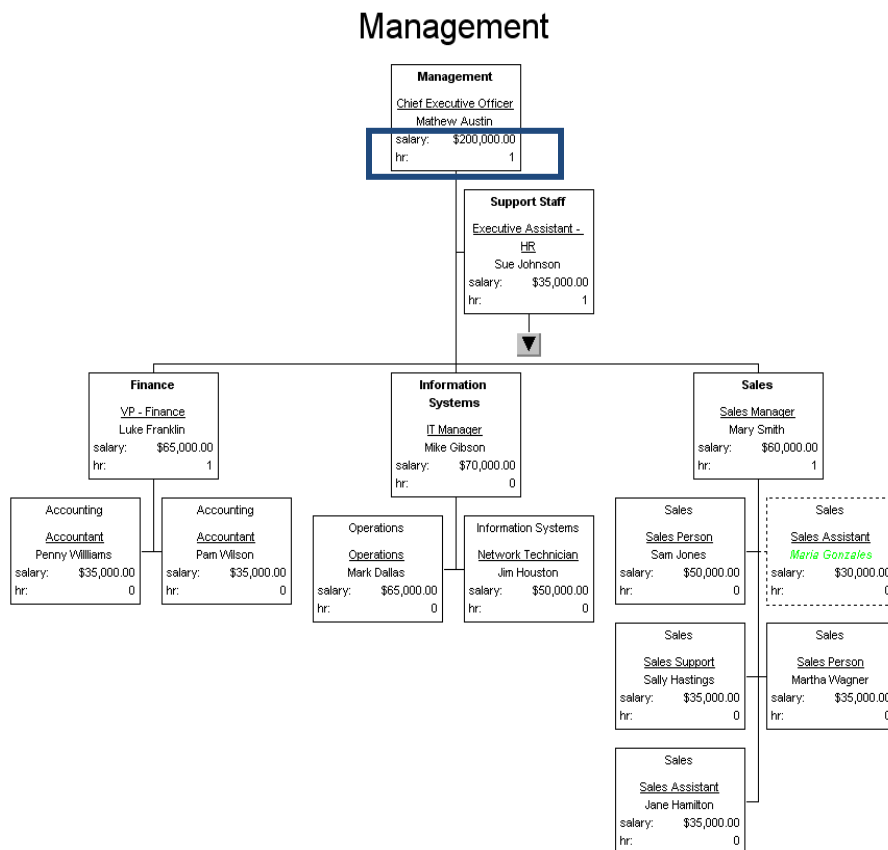 Management
Management
Chief Executive Officer
Mathew Austin
salary: $200,000.00
hr: 1
Support Staff
Executive Assistant -
HR
Sue Johnson
salary: $35,000.00
hr: 1
Finance
VP - Finance
Luke Franklin
salary: $65,000.00
hr: 1
Information
Systems
IT Manager
Mike Gibson
salary: $70,000.00
hr: 0
Sales
Sales Manager
Mary Smith
salary: $60,000.00
hr: 1
Accounting
Accountant
Penny Williams
salary: $35,000.00
hr: 0
Accounting
Accountant
Pam Wilson
salary: $35,000.00
hr: 0
Operations
Operations
Mark Dallas
salary: $65,000.00
hr: 0
Information Systems
Network Technician
Jim Houston
salary: $50,000.00
hr: 0
Sales
Sales Person
Sam Jones
salary: $50,000.00
hr: 0
Sales
Sales Assistant
Maria Gonzales
salary: $30,000.00
hr: 0
Sales
Sales Support
Sally Hastings
salary: $35,000.00
hr: 0
Sales
Sales Person
Martha Wagner
salary: $35,000.00
hr: 0
Sales
Sales Assistant
Jane Hamilton
salary: $35,000.00
hr: 0